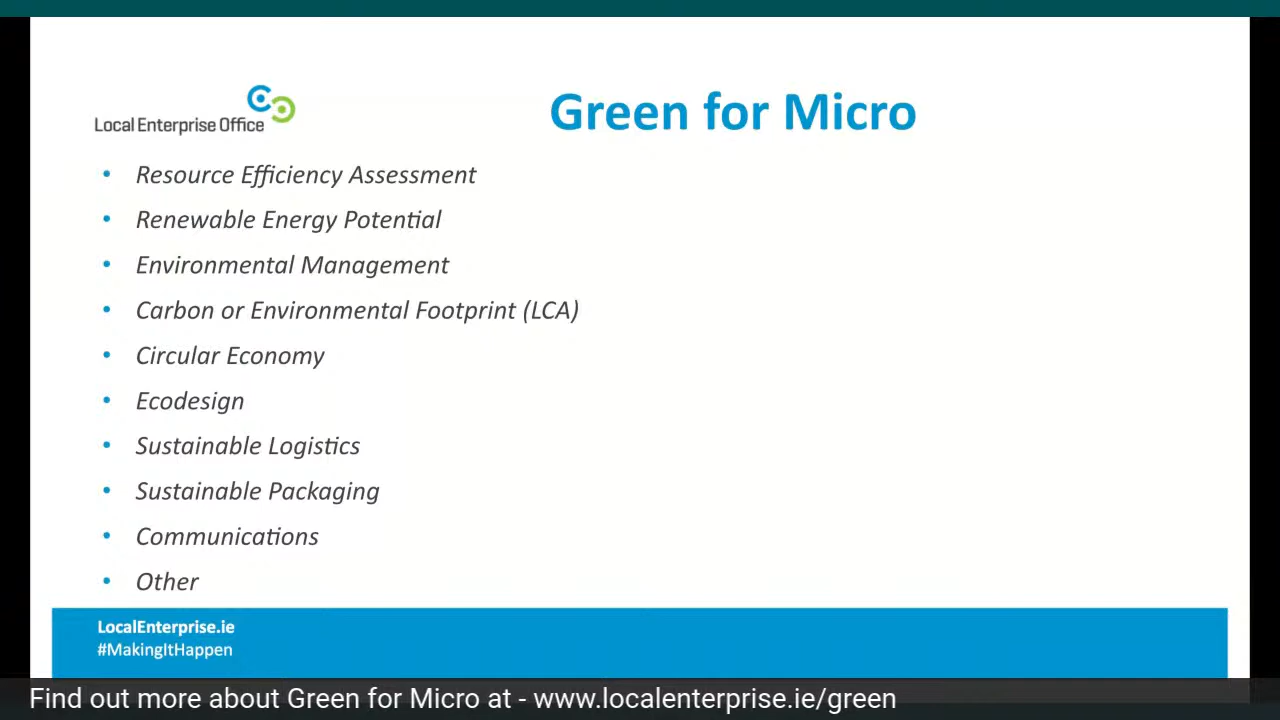 Local Enterprise Office
Green for Micro
• Resource Efficiency Assessment
• Renewable Energy Potential
• Environmental Management
• Carbon or Environmental Footprint (LCA)
• Circular Economy
• Ecodesign
• Sustainable Logistics
• Sustainable Packaging
• Communications
• Other
LocalEnterprise.ie
#MakingItHappen
Find out more about Green for Micro at - www.localenterprise.ie/green